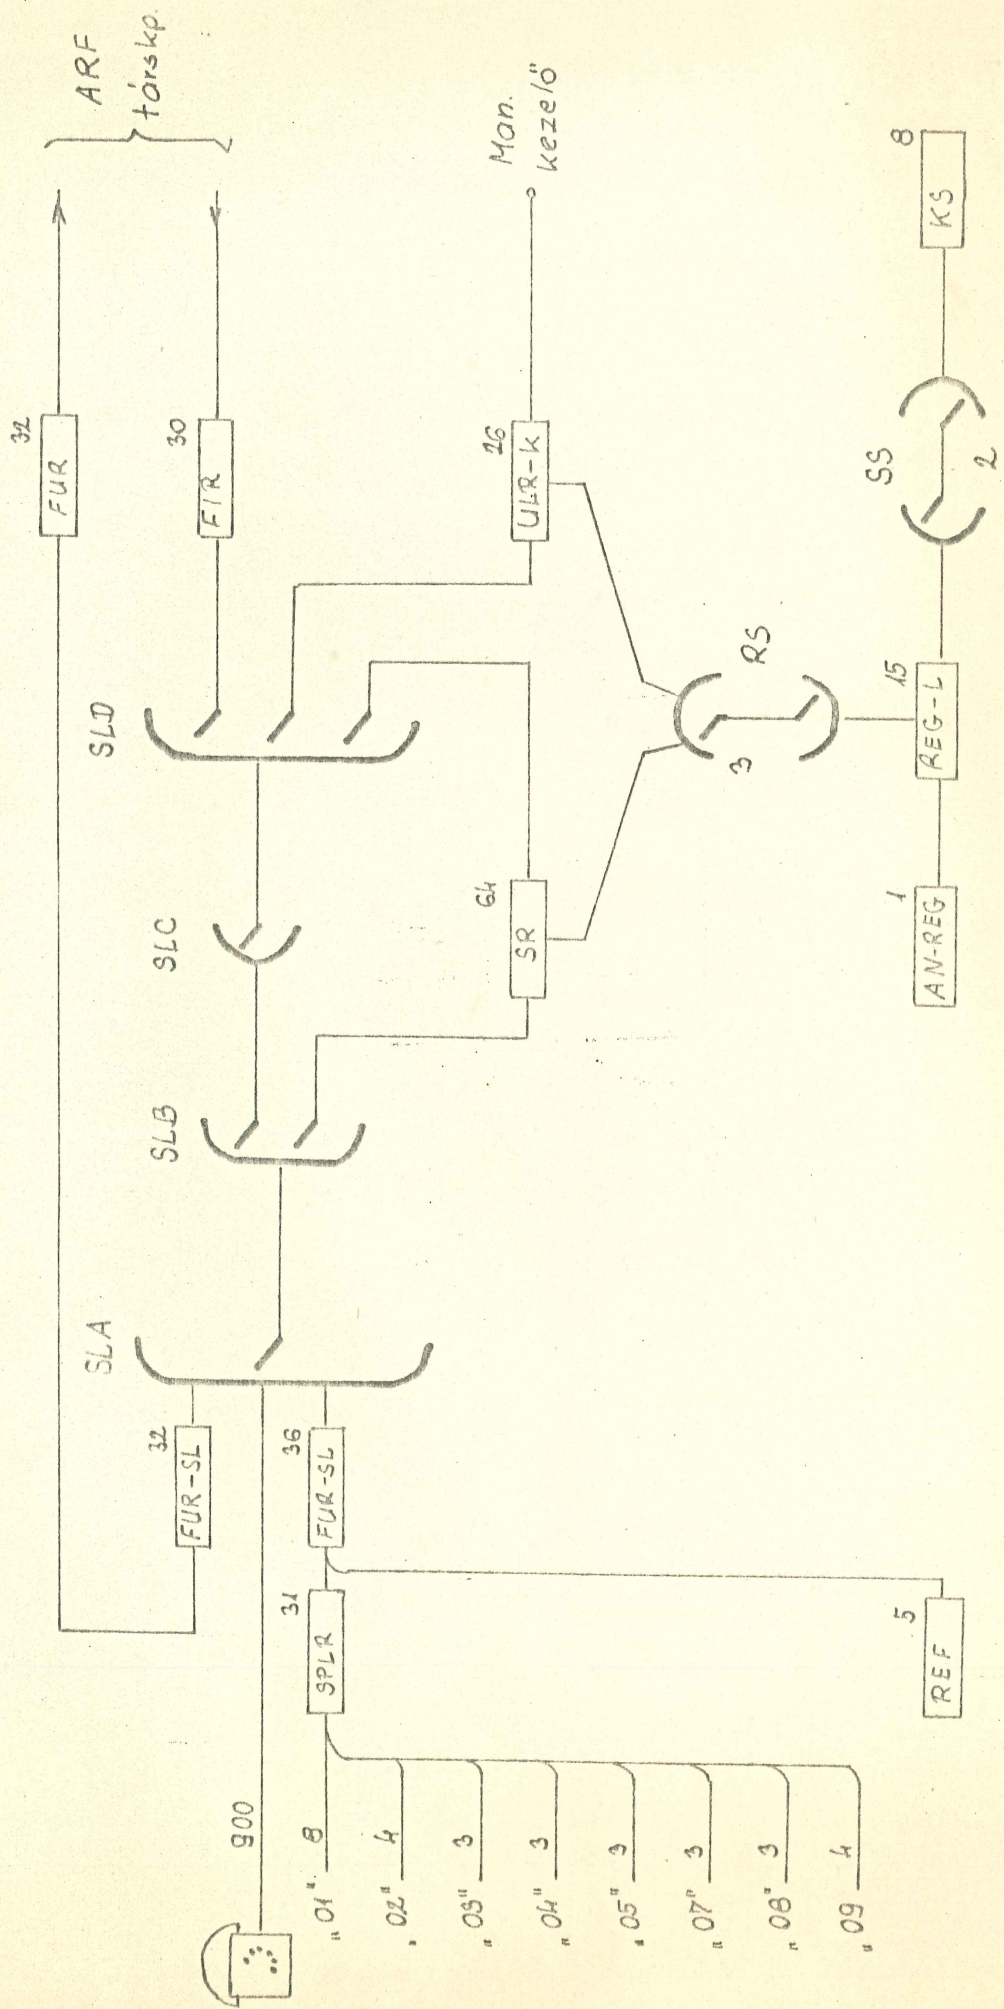 ARF
társkp.
32
FUR
30
FIR
Man.
kezelő
26
ULR-K
8
KS
SS
2
SLD
SLC
SLB
SLA
64
SR
RS
3
15
REG-L
1
AN-REG
32
FUR-SL
36
FUR-SL
31
SPLR
5
REF
900
"01" 8
"02" 4
"03" 3
"04" 3
"05" 3
"07" 3
"08" 3
"09 4